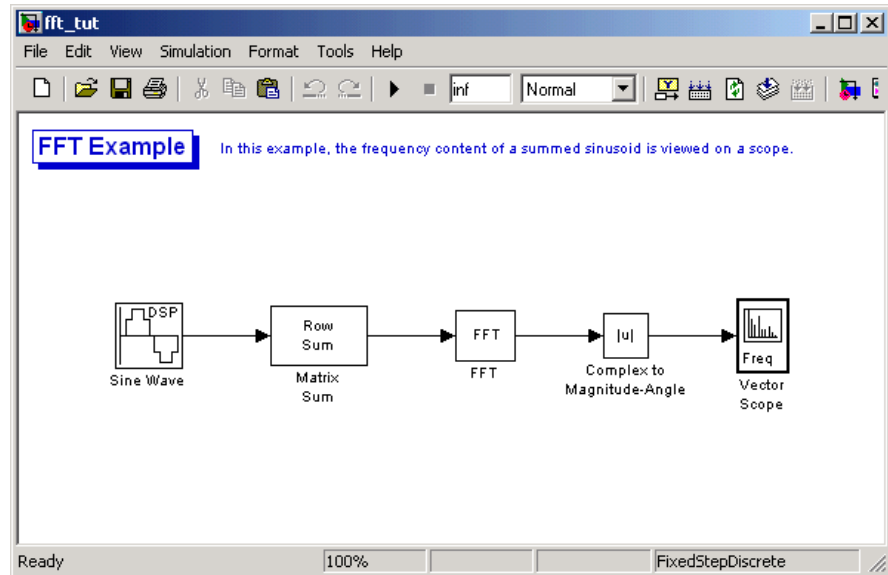 fft_tut
File Edit View Simulation Format Tools Help
inf Normal
FFT Example
In this example, the frequency content of a summed sinusoid is viewed on a scope.
DSP
Sine Wave
Row
Sum
Matrix
Sum
FFT
FFT
|u|
Complex to
Magnitude-Angle
Freq
Vector
Scope
Ready 100% FixedStepDiscrete